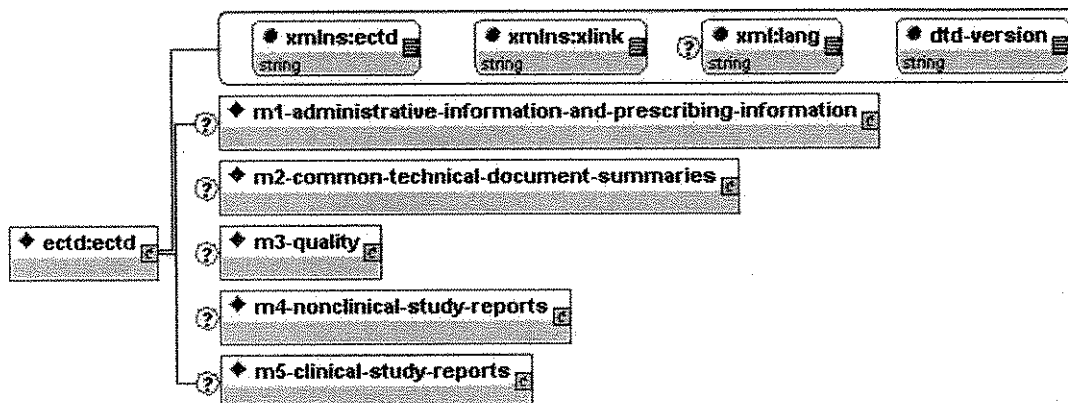 xmlns:ectd xmlns:xlink ? xml:lang dtd-version
string string string string
? m1-administrative-information-and-prescribing-information c
? m2-common-technical-document-summaries c
ectd:ectd c ? m3-quality c
? m4-nonclinical-study-reports c
? m5-clinical-study-reports c